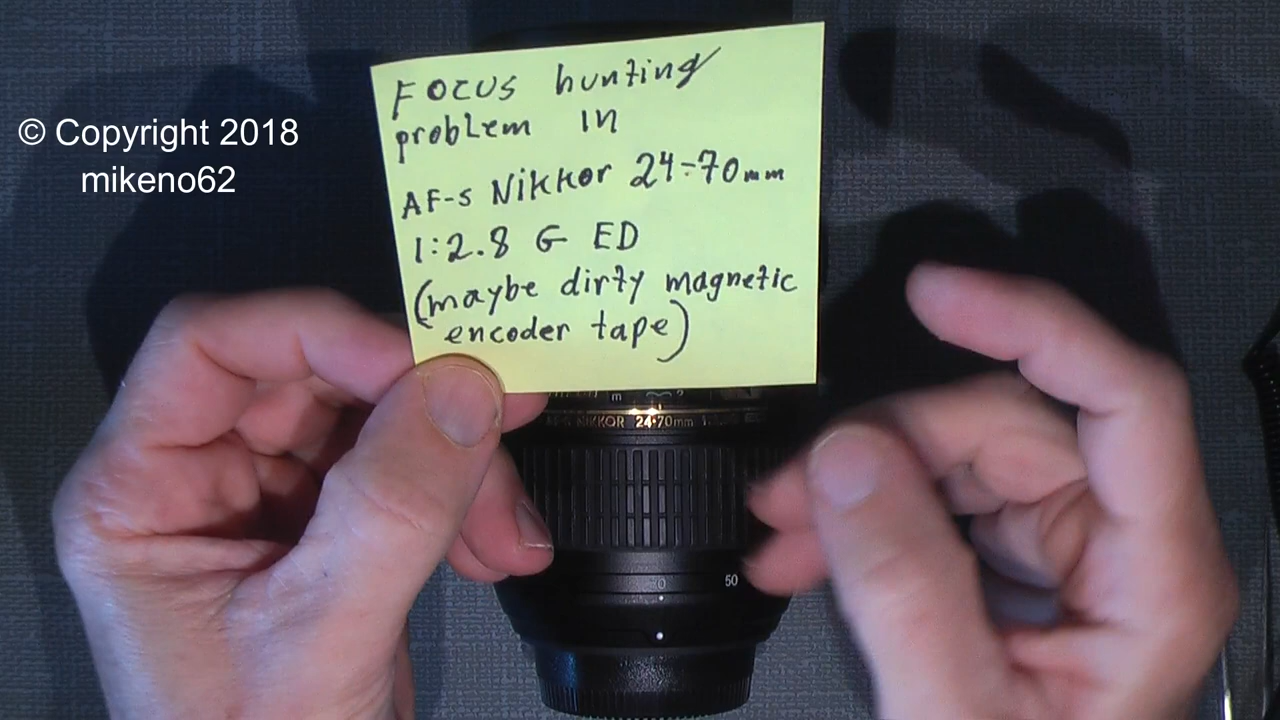 © Copyright 2018
mikeno62
Focus hunting
problem in
AF-S Nikkor 24÷70mm
1:2.8 G ED
(maybe dirty magnetic
encoder tape)
m
NIKKOR 24-70mm
50